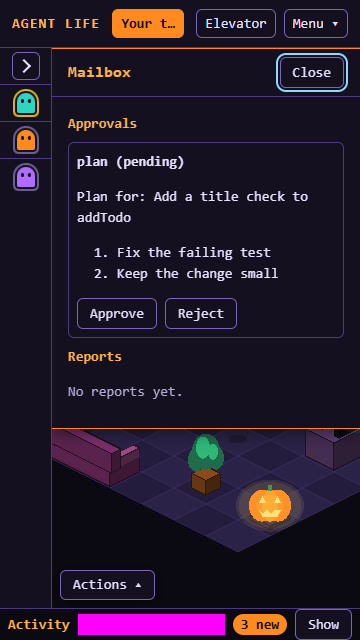 AGENT LIFE
Your t…
Elevator
Menu ▾
Mailbox
Close
Approvals
plan (pending)
Plan for: Add a title check to
addTodo
1. Fix the failing test
2. Keep the change small
Approve
Reject
Reports
No reports yet.
Actions ▴
Activity
3 new
Show